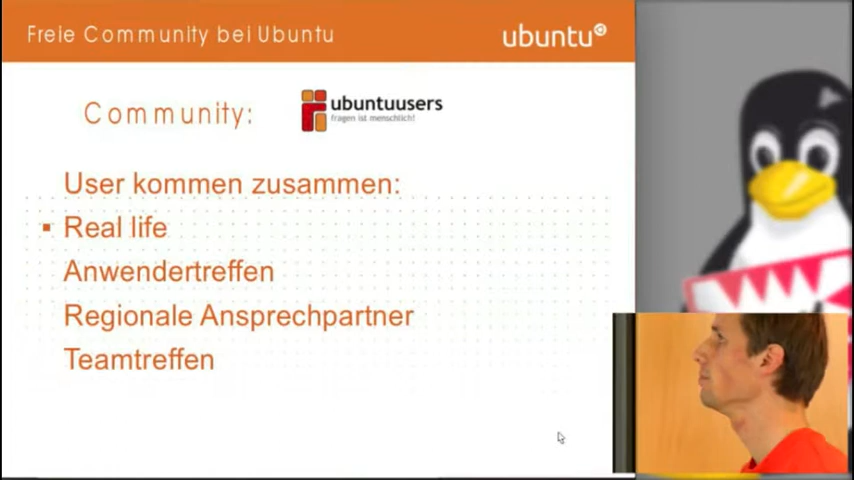 Freie Community bei Ubuntu
ubuntu
Community:
ubuntuusers
fragen ist menschlich!
User kommen zusammen:
Real life
Anwendertreffen
Regionale Ansprechpartner
Teamtreffen